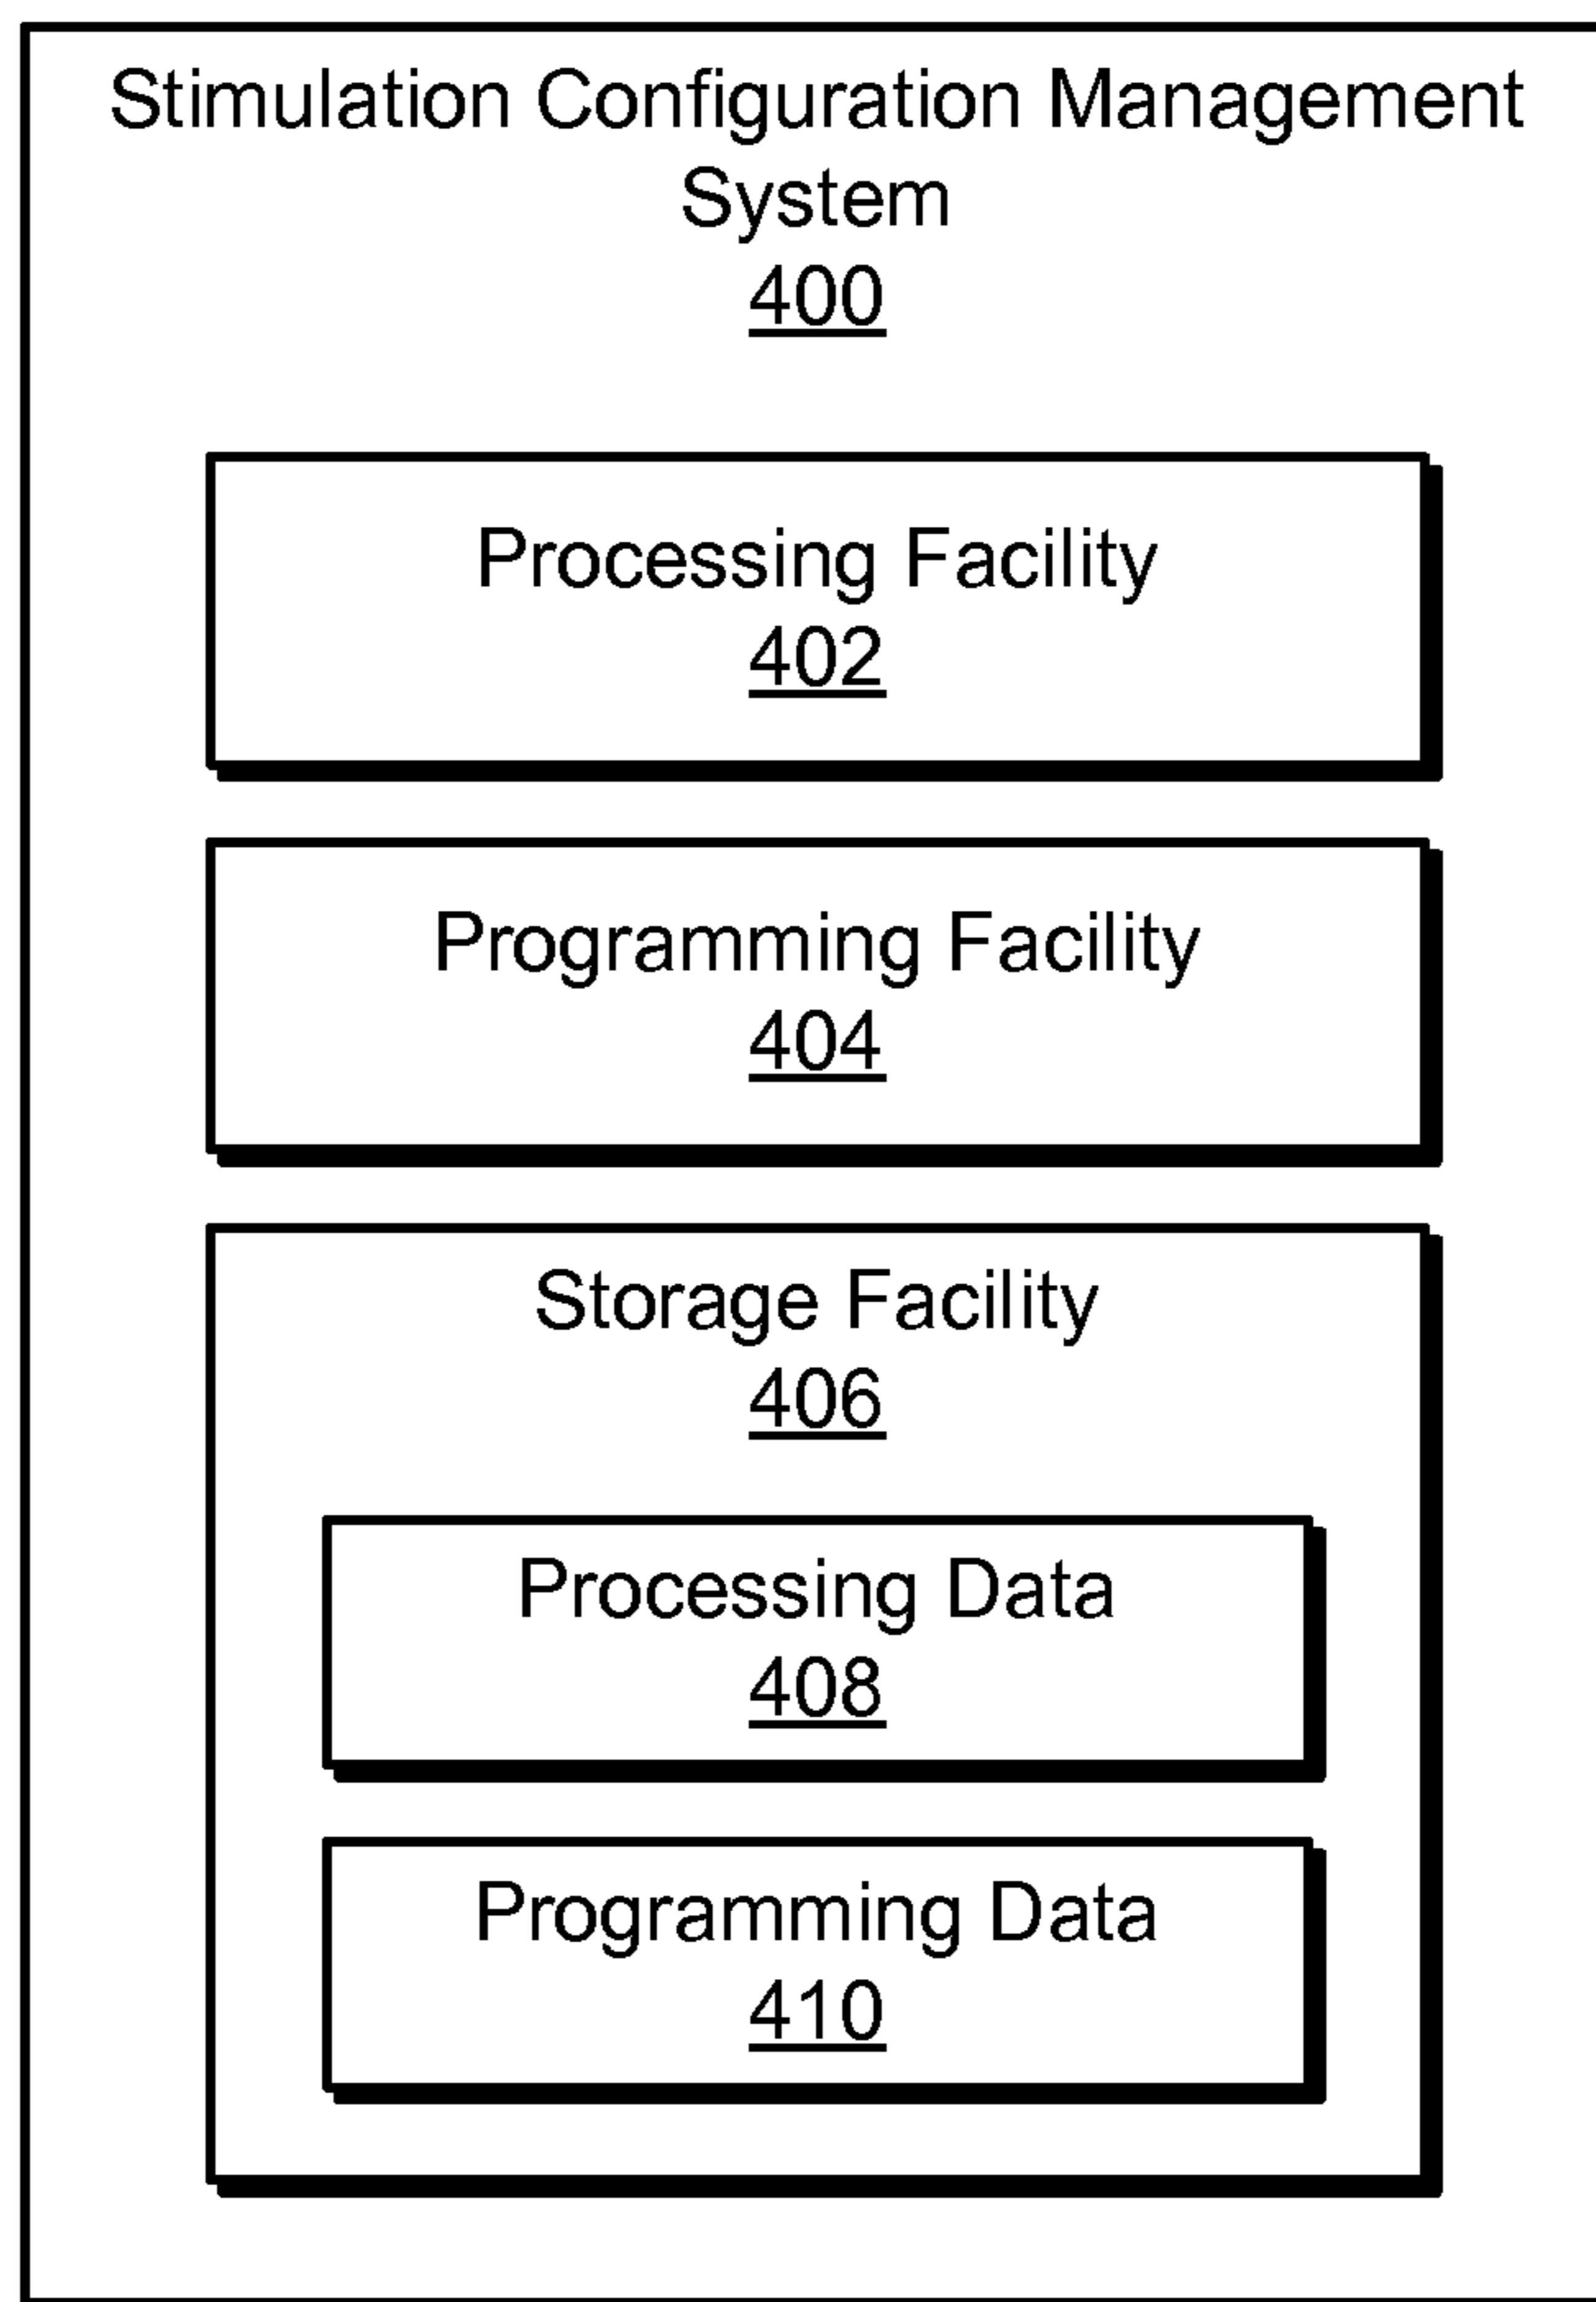 Stimulation Configuration Management
System
400
Processing Facility
402
Programming Facility
404
Storage Facility
406
Processing Data
408
Programming Data
410